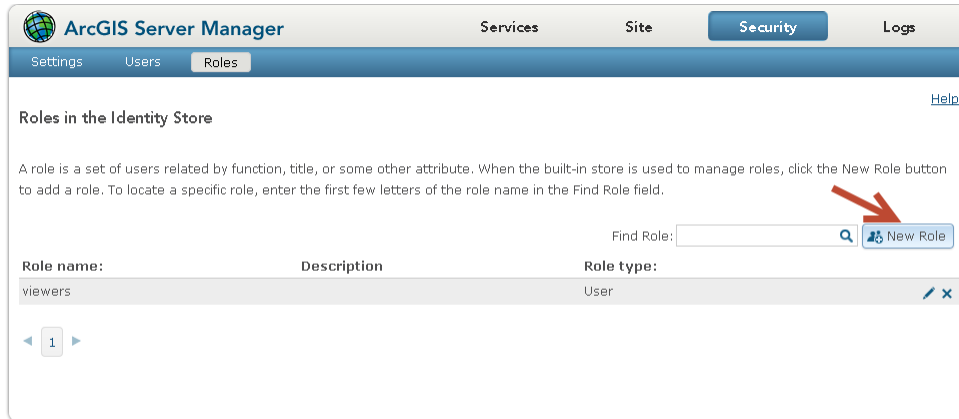 ArcGIS Server Manager Services Site Security Logs
Settings Users Roles
Help
Roles in the Identity Store
A role is a set of users related by function, title, or some other attribute. When the built-in store is used to manage roles, click the New Role button
to add a role. To locate a specific role, enter the first few letters of the role name in the Find Role field.
Find Role: New Role
Role name: Description Role type:
viewers User
1